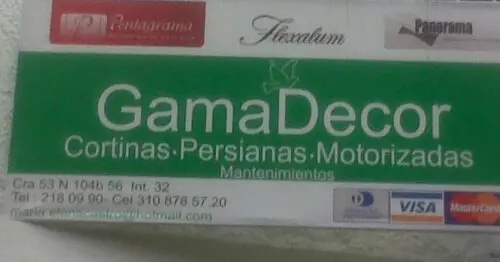 Pentagrama
Flexalum
Panorama
GamaDecor
Cortinas·Persianas·Motorizadas
Mantenimientos
Cra 53 N 104b 56 Int. 32
Tel : 218 09 90- Cel 310 878 57 20
VISA
MasterCard